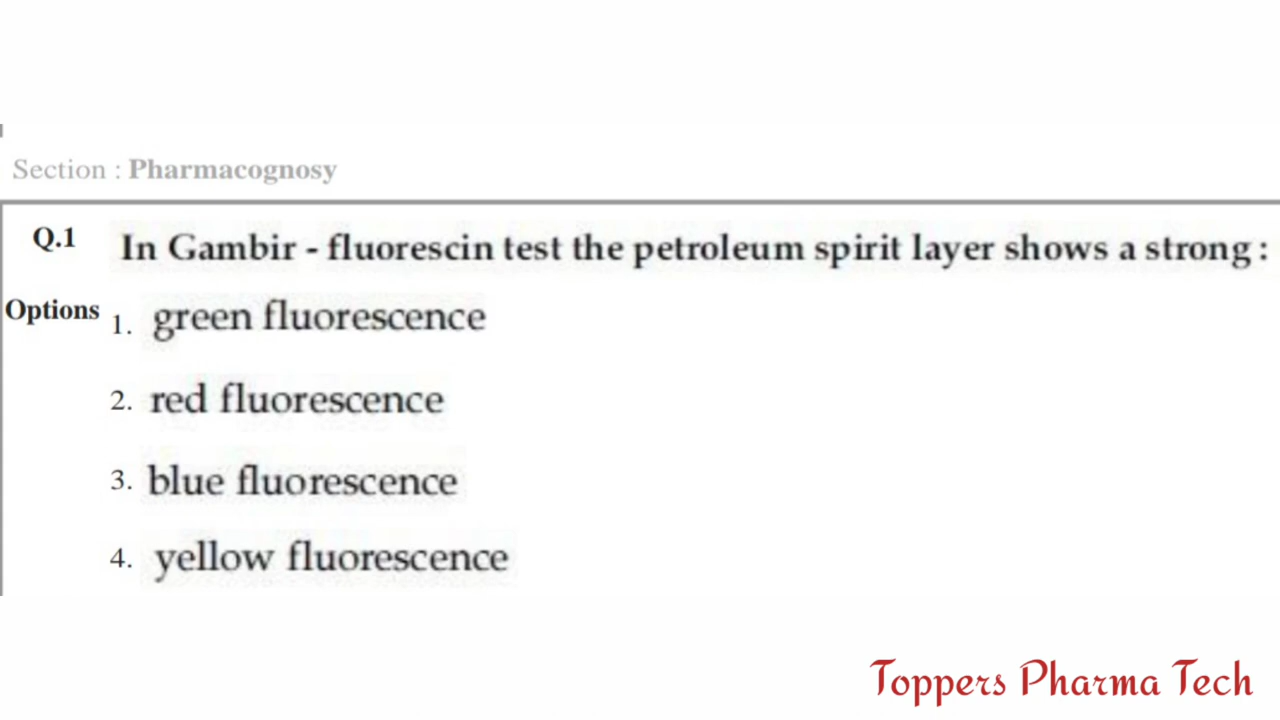 Section : Pharmacognosy
Q.1 In Gambir - fluorescin test the petroleum spirit layer shows a strong :
Options 1. green fluorescence
2. red fluorescence
3. blue fluorescence
4. yellow fluorescence
Toppers Pharma Tech